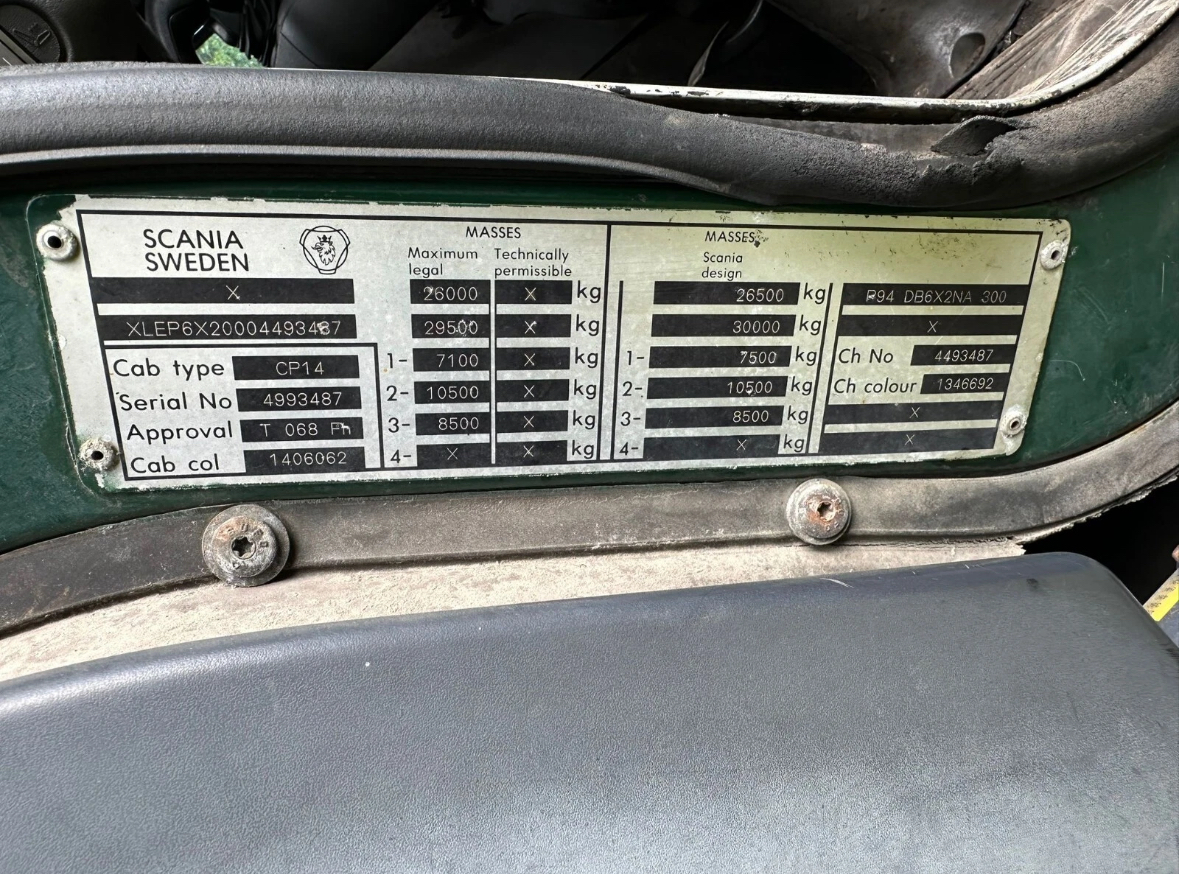 SCANIA
SWEDEN
X
XLEP6X20004493487
Cab type CP14
Serial No 4993487
Approval T 068 Fh
Cab col 1406062
MASSES
Maximum legal
Technically permissible
26000 X kg
29500 X kg
1- 7100 X kg
2- 10500 X kg
3- 8500 X kg
4- X X kg
MASSES
Scania
design
26500 kg
30000 kg
1- 7500 kg
2- 10500 kg
3- 8500 kg
4- X kg
P94 DB6X2NA 300
X
Ch No 4493487
Ch colour 1346692
X
X